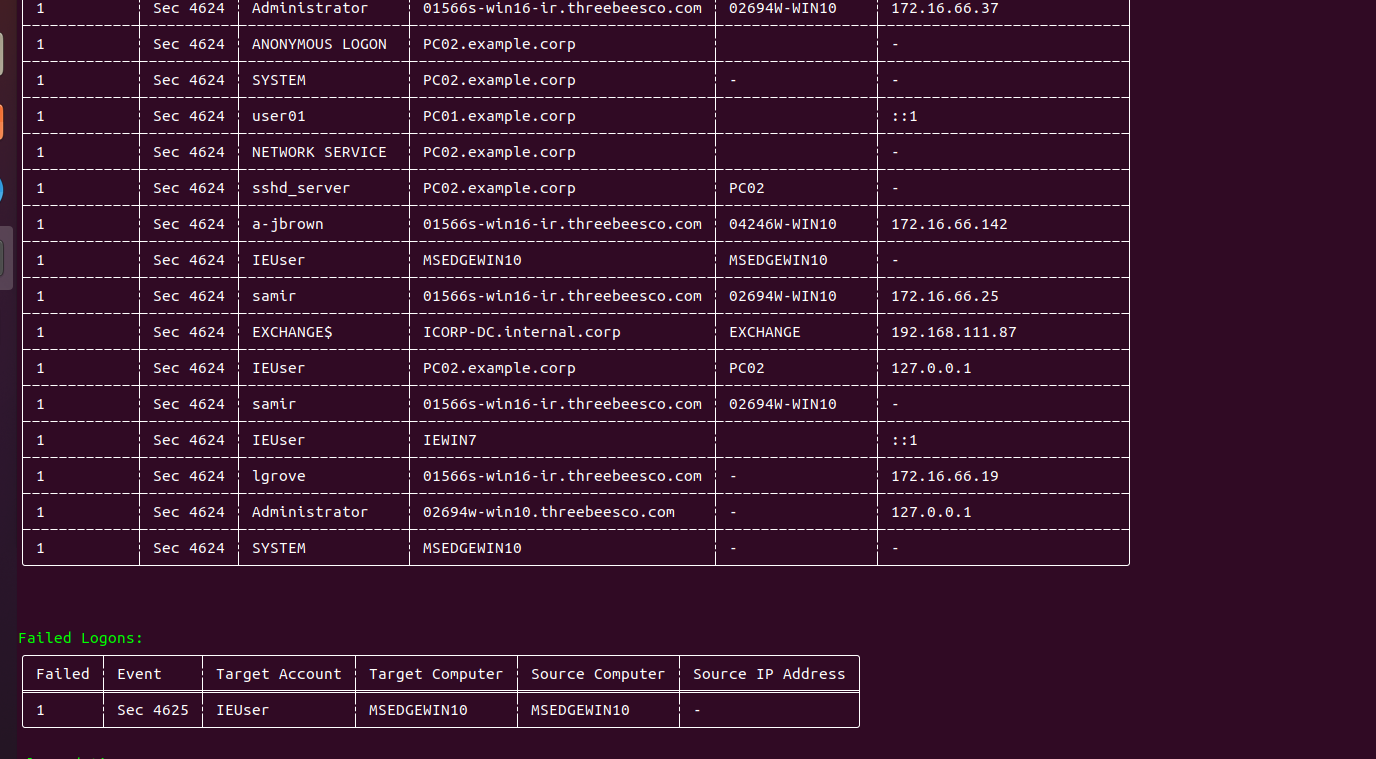 1 Sec 4624 Administrator 01566s-win16-ir.threebeesco.com 02694W-WIN10 172.16.66.37
1 Sec 4624 ANONYMOUS LOGON PC02.example.corp -
1 Sec 4624 SYSTEM PC02.example.corp - -
1 Sec 4624 user01 PC01.example.corp ::1
1 Sec 4624 NETWORK SERVICE PC02.example.corp -
1 Sec 4624 sshd_server PC02.example.corp PC02 -
1 Sec 4624 a-jbrown 01566s-win16-ir.threebeesco.com 04246W-WIN10 172.16.66.142
1 Sec 4624 IEUser MSEDGEWIN10 MSEDGEWIN10 -
1 Sec 4624 samir 01566s-win16-ir.threebeesco.com 02694W-WIN10 172.16.66.25
1 Sec 4624 EXCHANGE$ ICORP-DC.internal.corp EXCHANGE 192.168.111.87
1 Sec 4624 IEUser PC02.example.corp PC02 127.0.0.1
1 Sec 4624 samir 01566s-win16-ir.threebeesco.com 02694W-WIN10 -
1 Sec 4624 IEUser IEWIN7 ::1
1 Sec 4624 lgrove 01566s-win16-ir.threebeesco.com - 172.16.66.19
1 Sec 4624 Administrator 02694w-win10.threebeesco.com - 127.0.0.1
1 Sec 4624 SYSTEM MSEDGEWIN10 - -
Failed Logons:
Failed Event Target Account Target Computer Source Computer Source IP Address
1 Sec 4625 IEUser MSEDGEWIN10 MSEDGEWIN10 -